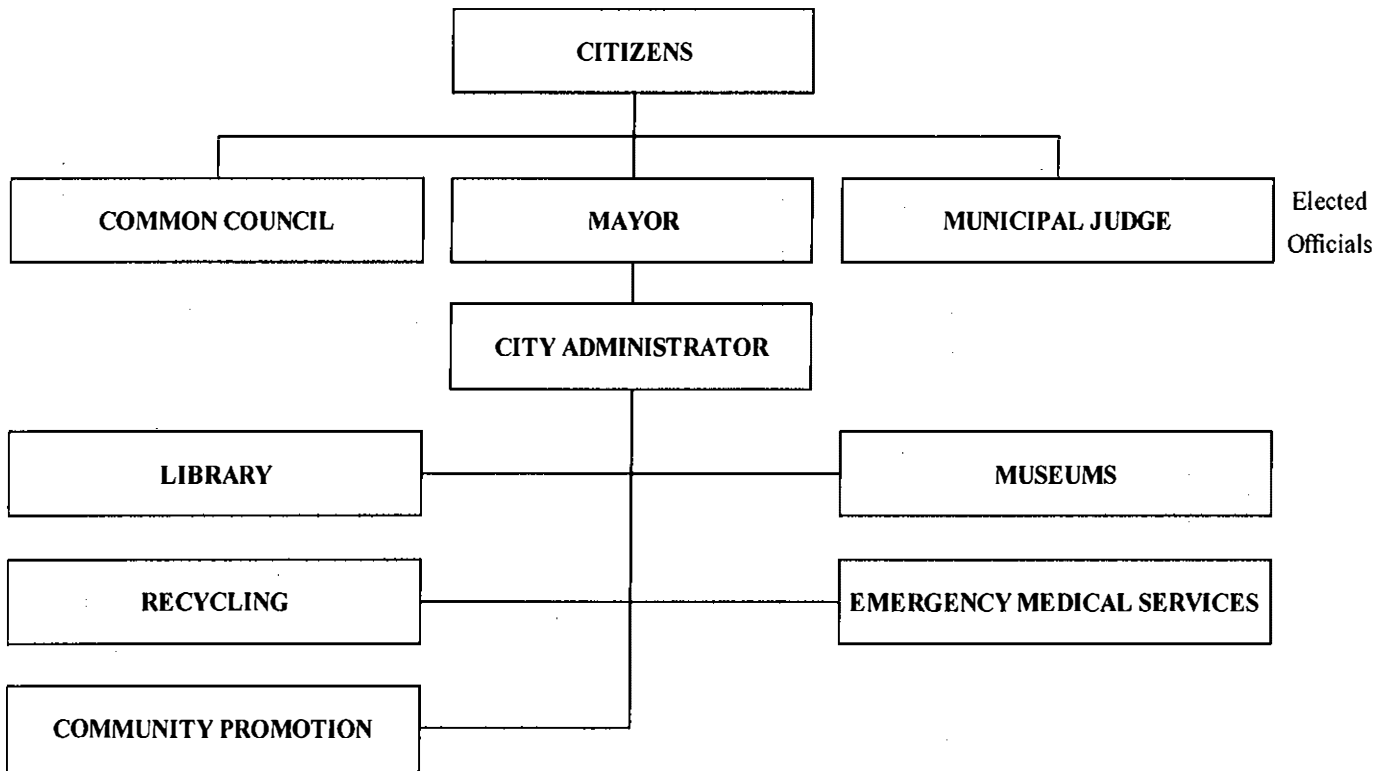 CITIZENS
COMMON COUNCIL
MAYOR
MUNICIPAL JUDGE
Elected
Officials
CITY ADMINISTRATOR
LIBRARY
MUSEUMS
RECYCLING
EMERGENCY MEDICAL SERVICES
COMMUNITY PROMOTION